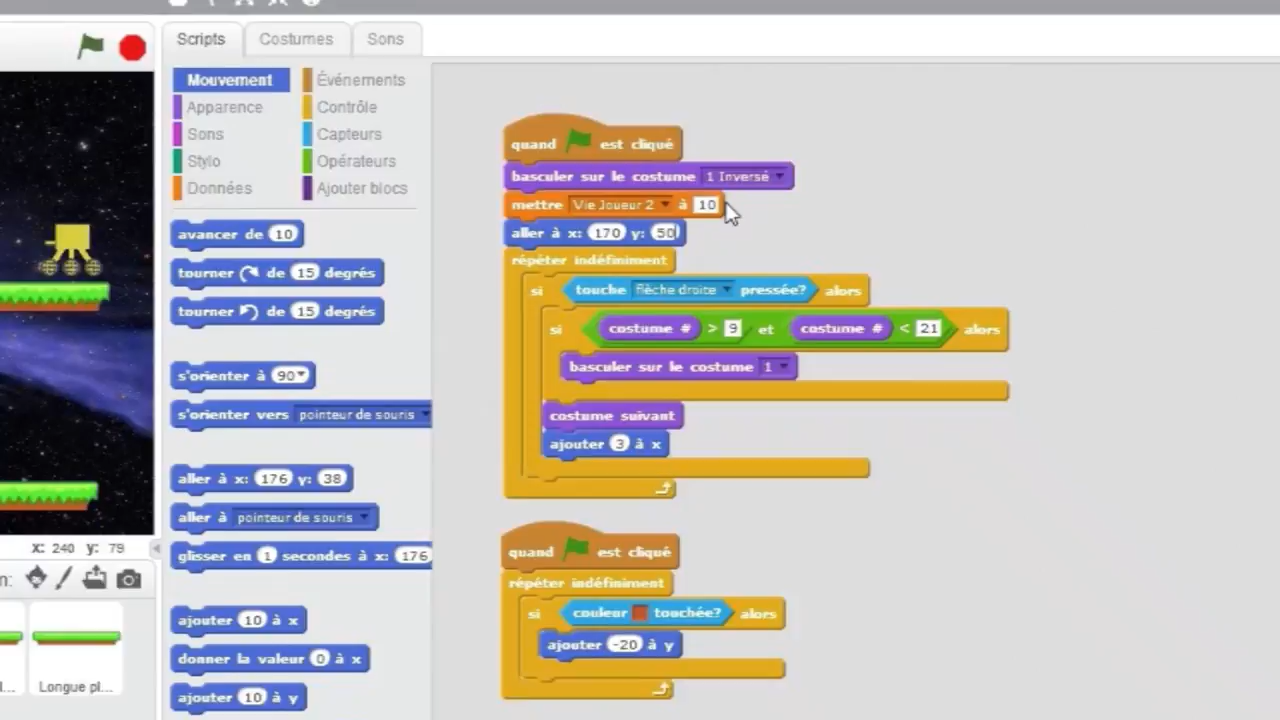 Scripts Costumes Sons
Mouvement Événements
Apparence Contrôle
Sons Capteurs
Stylo Opérateurs
Données Ajouter blocs
avancer de 10
tourner de 15 degrés
tourner de 15 degrés
s'orienter à 90
s'orienter vers pointeur de souris
aller à x: 176 y: 38
aller à pointeur de souris
glisser en 1 secondes à x: 176
ajouter 10 à x
donner la valeur 0 à x
ajouter 10 à y
quand est cliqué
basculer sur le costume 1 Inversé
mettre Vie Joueur 2 à 10
aller à x: 170 y: 50
répéter indéfiniment
si touche flèche droite pressée? alors
si costume # > 9 et costume # < 21 alors
basculer sur le costume 1
costume suivant
ajouter 3 à x
quand est cliqué
répéter indéfiniment
si couleur touchée? alors
ajouter -20 à y
x: 240 y: 79
n:
l... Longue pl...